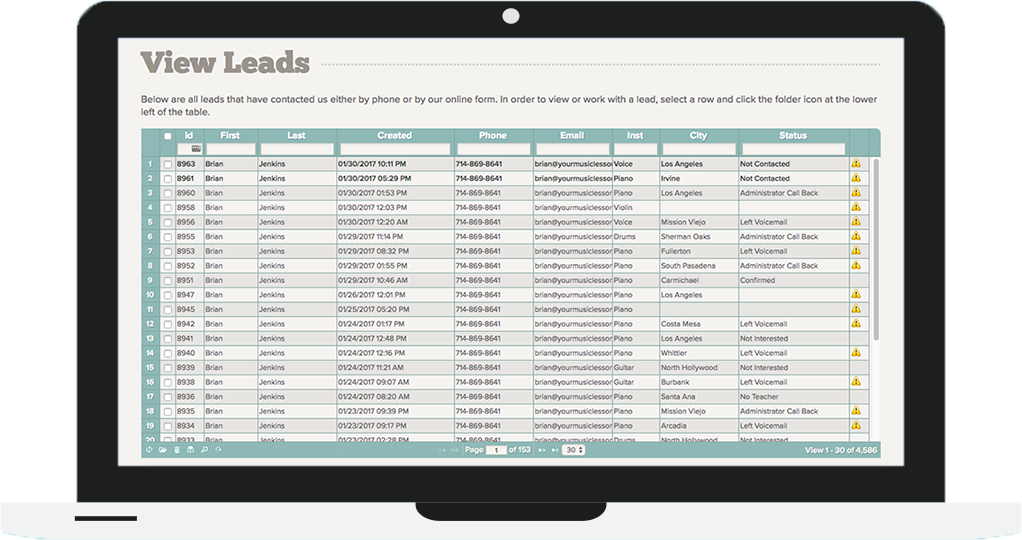 View Leads
Below are all leads that have contacted us either by phone or by our online form. In order to view or work with a lead, select a row and click the folder icon at the lower
left of the table.
Id First Last Created Phone Email Inst City Status
1 8963 Brian Jenkins 01/30/2017 10:11 PM 714-869-8641 brian@yourmusiclessor Voice Los Angeles Not Contacted
2 8961 Brian Jenkins 01/30/2017 05:29 PM 714-869-8641 brian@yourmusiclessor Piano Irvine Not Contacted
3 8960 Brian Jenkins 01/30/2017 01:53 PM 714-869-8641 brian@yourmusiclessor Piano Los Angeles Administrator Call Back
4 8958 Brian Jenkins 01/30/2017 12:03 PM 714-869-8641 brian@yourmusiclessor Violin
5 8956 Brian Jenkins 01/30/2017 12:20 AM 714-869-8641 brian@yourmusiclessor Voice Mission Viejo Left Voicemail
6 8955 Brian Jenkins 01/29/2017 11:14 PM 714-869-8641 brian@yourmusiclessor Drums Sherman Oaks Administrator Call Back
7 8953 Brian Jenkins 01/29/2017 08:32 PM 714-869-8641 brian@yourmusiclessor Piano Fullerton Left Voicemail
8 8952 Brian Jenkins 01/29/2017 01:55 PM 714-869-8641 brian@yourmusiclessor Piano South Pasadena Administrator Call Back
9 8951 Brian Jenkins 01/29/2017 10:46 AM 714-869-8641 brian@yourmusiclessor Piano Carmichael Confirmed
10 8947 Brian Jenkins 01/26/2017 12:01 PM 714-869-8641 brian@yourmusiclessor Piano Los Angeles
11 8945 Brian Jenkins 01/25/2017 05:20 PM 714-869-8641 brian@yourmusiclessor Piano
12 8942 Brian Jenkins 01/24/2017 01:17 PM 714-869-8641 brian@yourmusiclessor Piano Costa Mesa Left Voicemail
13 8941 Brian Jenkins 01/24/2017 12:48 PM 714-869-8641 brian@yourmusiclessor Piano Los Angeles Not Interested
14 8940 Brian Jenkins 01/24/2017 12:16 PM 714-869-8641 brian@yourmusiclessor Piano Whittier Left Voicemail
15 8939 Brian Jenkins 01/24/2017 11:21 AM 714-869-8641 brian@yourmusiclessor Guitar North Hollywood Not Interested
16 8938 Brian Jenkins 01/24/2017 09:07 AM 714-869-8641 brian@yourmusiclessor Guitar Burbank Left Voicemail
17 8936 Brian Jenkins 01/24/2017 08:20 AM 714-869-8641 brian@yourmusiclessor Piano Santa Ana No Teacher
18 8935 Brian Jenkins 01/23/2017 09:39 PM 714-869-8641 brian@yourmusiclessor Piano Mission Viejo Administrator Call Back
19 8934 Brian Jenkins 01/23/2017 09:17 PM 714-869-8641 brian@yourmusiclessor Piano Arcadia Left Voicemail
20 8933 Brian Jenkins 01/23/2017 02:28 PM 714-869-8641 brian@yourmusiclessor Drums North Hollywood Not Interested
Page 1 of 153 30 View 1 - 30 of 4,586